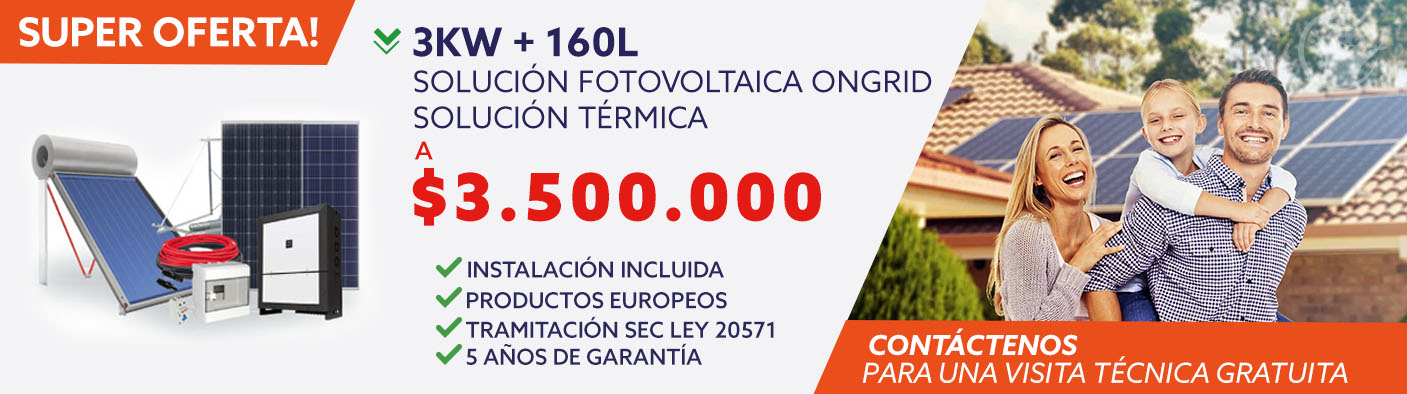 SUPER OFERTA!
3KW + 160L
SOLUCIÓN FOTOVOLTAICA ONGRID
SOLUCIÓN TÉRMICA
A
$3.500.000
INSTALACIÓN INCLUIDA
PRODUCTOS EUROPEOS
TRAMITACIÓN SEC LEY 20571
5 AÑOS DE GARANTÍA
CONTÁCTENOS
PARA UNA VISITA TÉCNICA GRATUITA